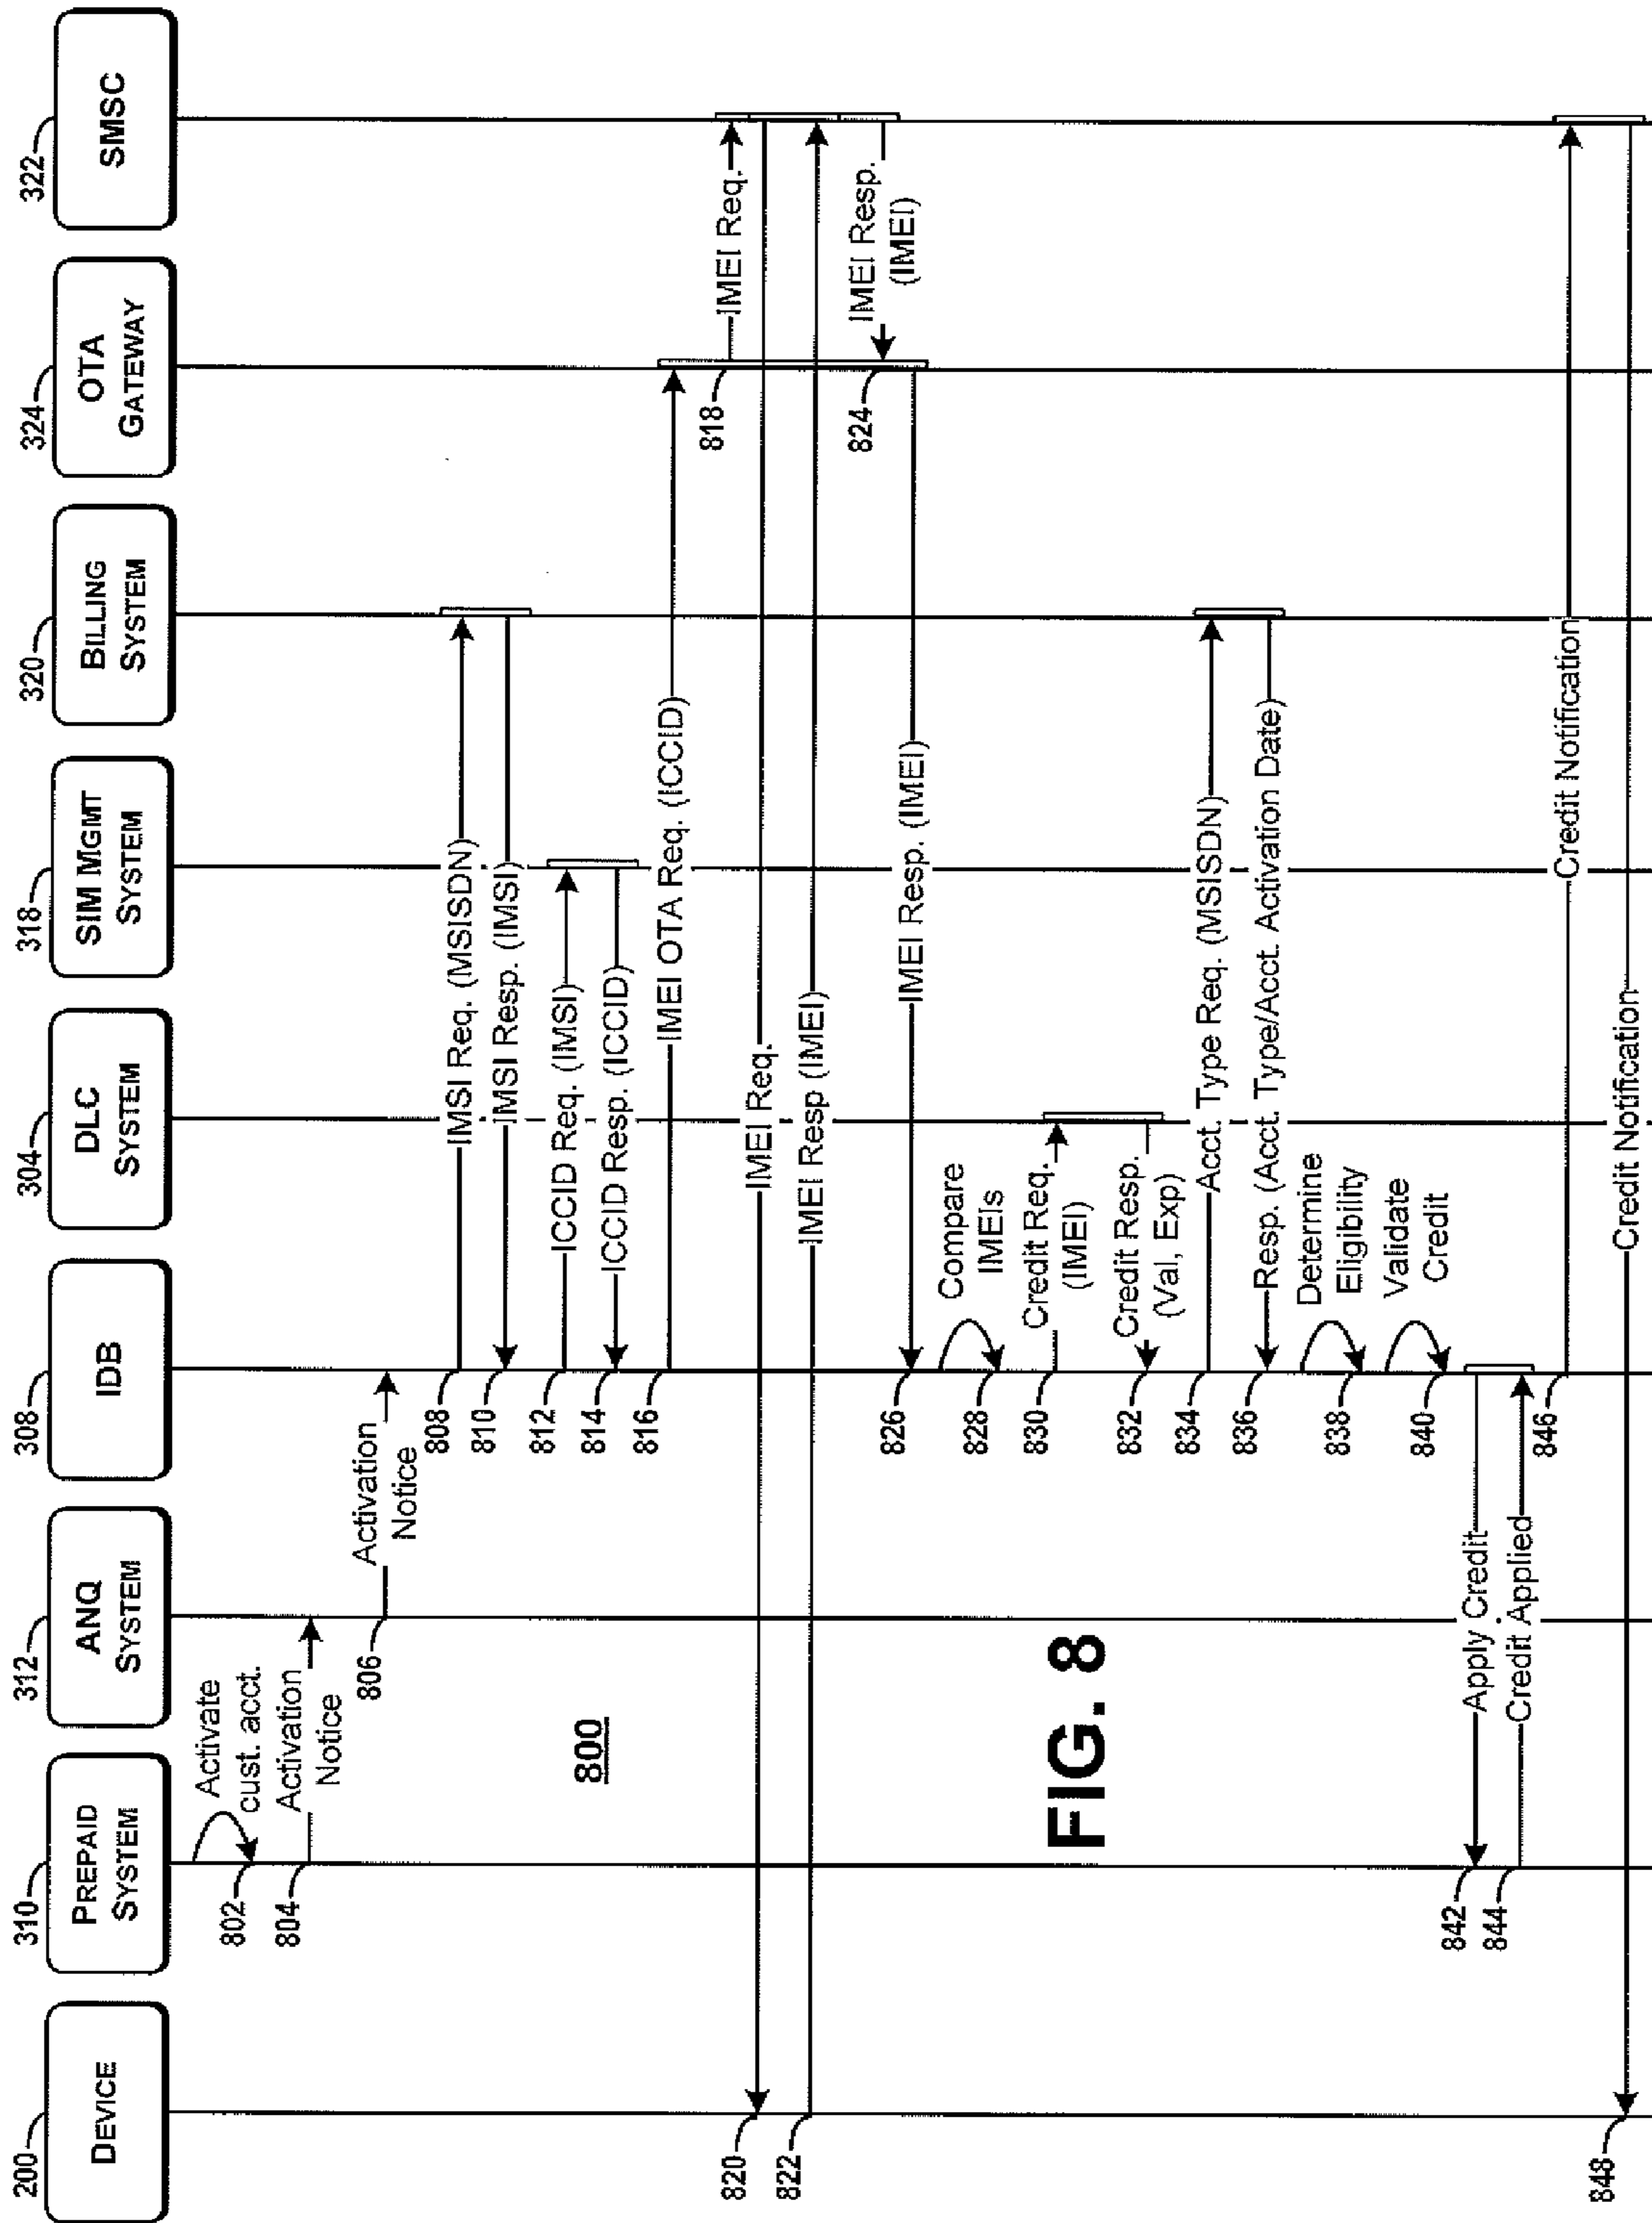 200
DEVICE
310
PREPAID
SYSTEM
312
ANQ
SYSTEM
308
IDB
304
DLC
SYSTEM
318
SIM MGMT
SYSTEM
320
BILLING
SYSTEM
324
OTA
GATEWAY
322
SMSC
802
Activate
cust. acct.
804
Activation
Notice
806
Activation
Notice
808
IMSI Req. (MSISDN)
810
IMSI Resp. (IMSI)
812
ICCID Req. (IMSI)
814
ICCID Resp. (ICCID)
816
IMEI OTA Req. (ICCID)
818
IMEI Req.
820
IMEI Req.
822
IMEI Resp (IMEI)
824
IMEI Resp.
(IMEI)
826
IMEI Resp. (IMEI)
828
Compare
IMEIs
830
Credit Req.
(IMEI)
832
Credit Resp.
(Val, Exp)
834
Acct. Type Req. (MSISDN)
836
Resp. (Acct. Type/Acct. Activation Date)
838
Determine
Eligibility
840
Validate
Credit
842
Apply Credit
844
Credit Applied
846
Credit Notification
848
Credit Notification
800
FIG. 8